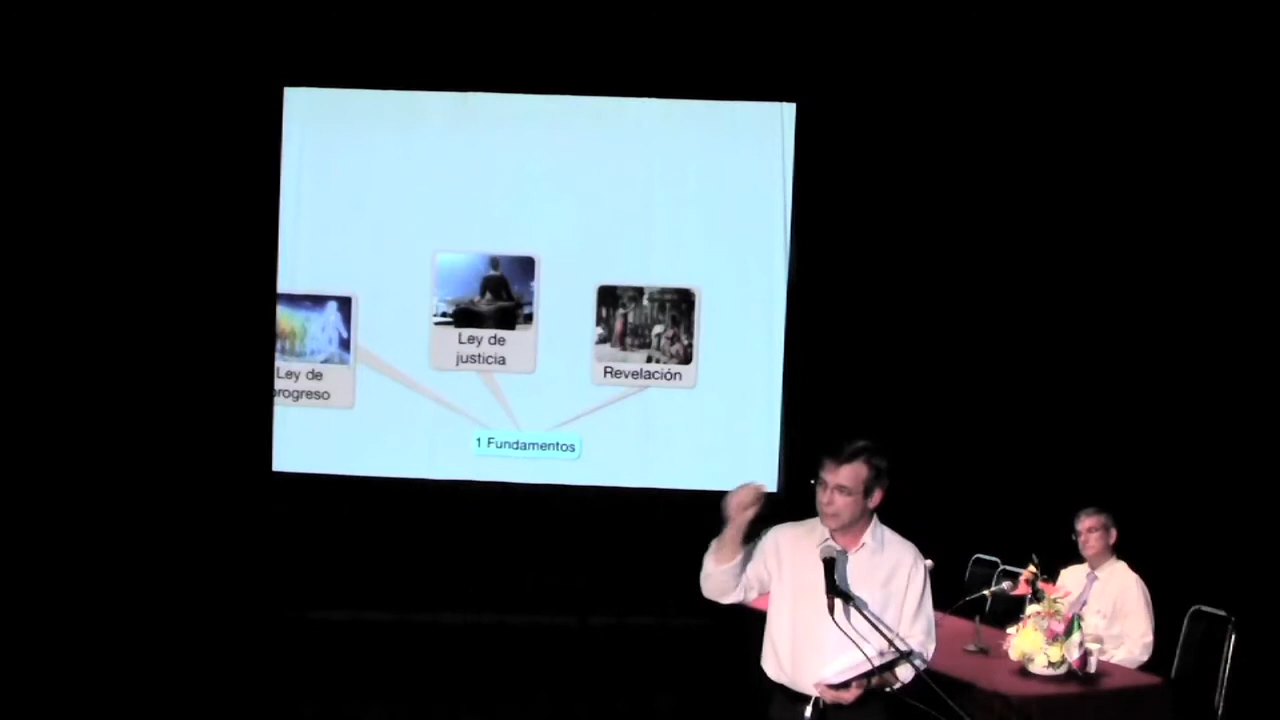 Ley de
progreso
Ley de
justicia
Revelación
1 Fundamentos